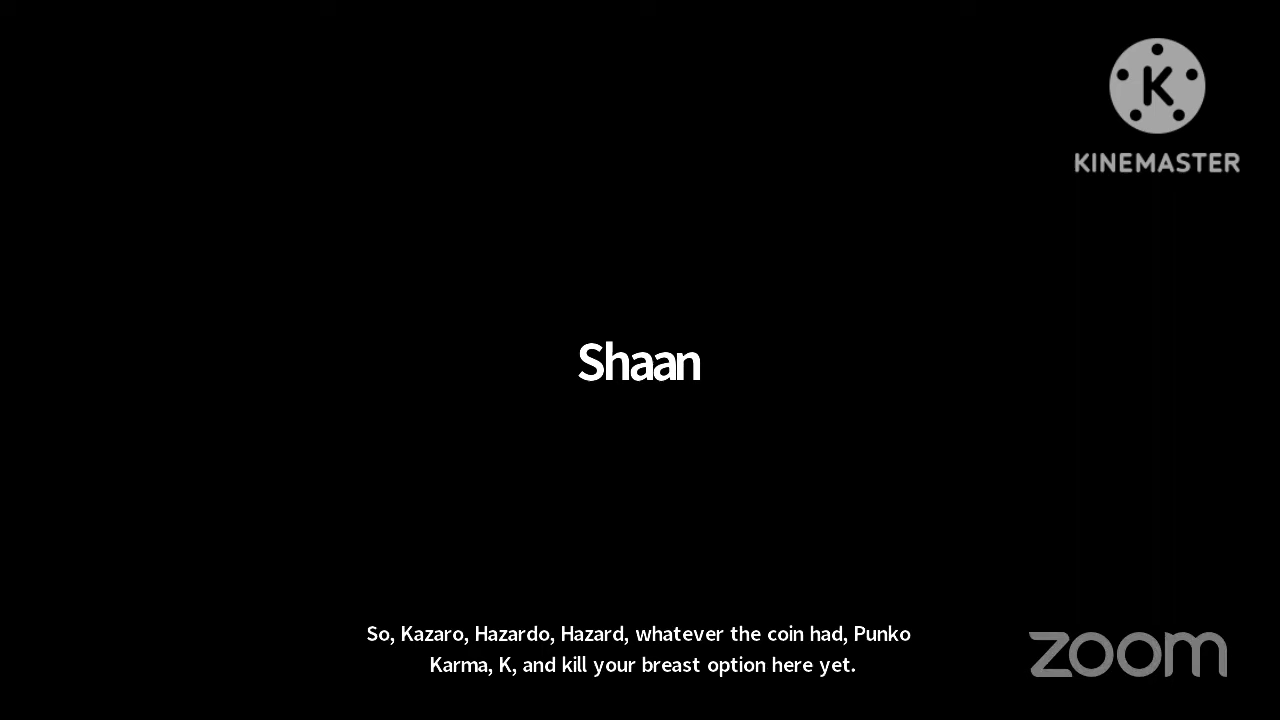 K
KINEMASTER
Shaan
So, Kazaro, Hazardo, Hazard, whatever the coin had, Punko
Karma, K, and kill your breast option here yet.
zoom